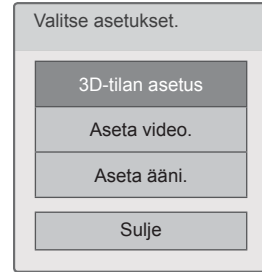 Valitse asetukset.
3D-tilan asetus
Aseta video.
Aseta ääni.
Sulje